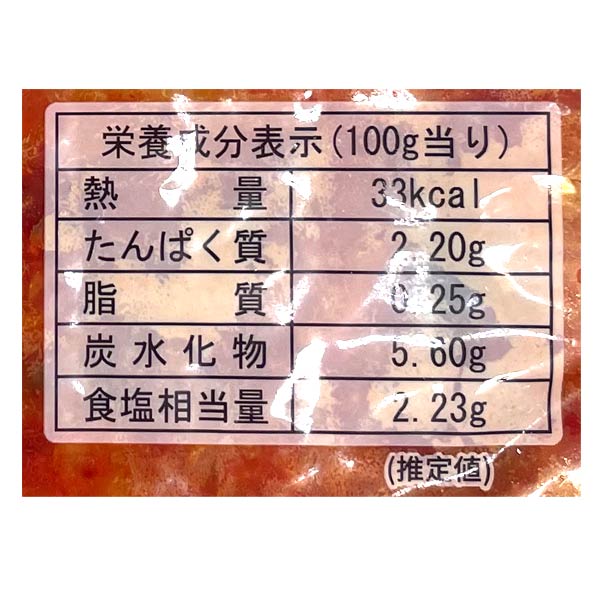 栄養成分表示(100g当り)
熱量 33kcal
たんぱく質 2.20g
脂質 0.25g
炭水化物 5.60g
食塩相当量 2.23g
(推定値)